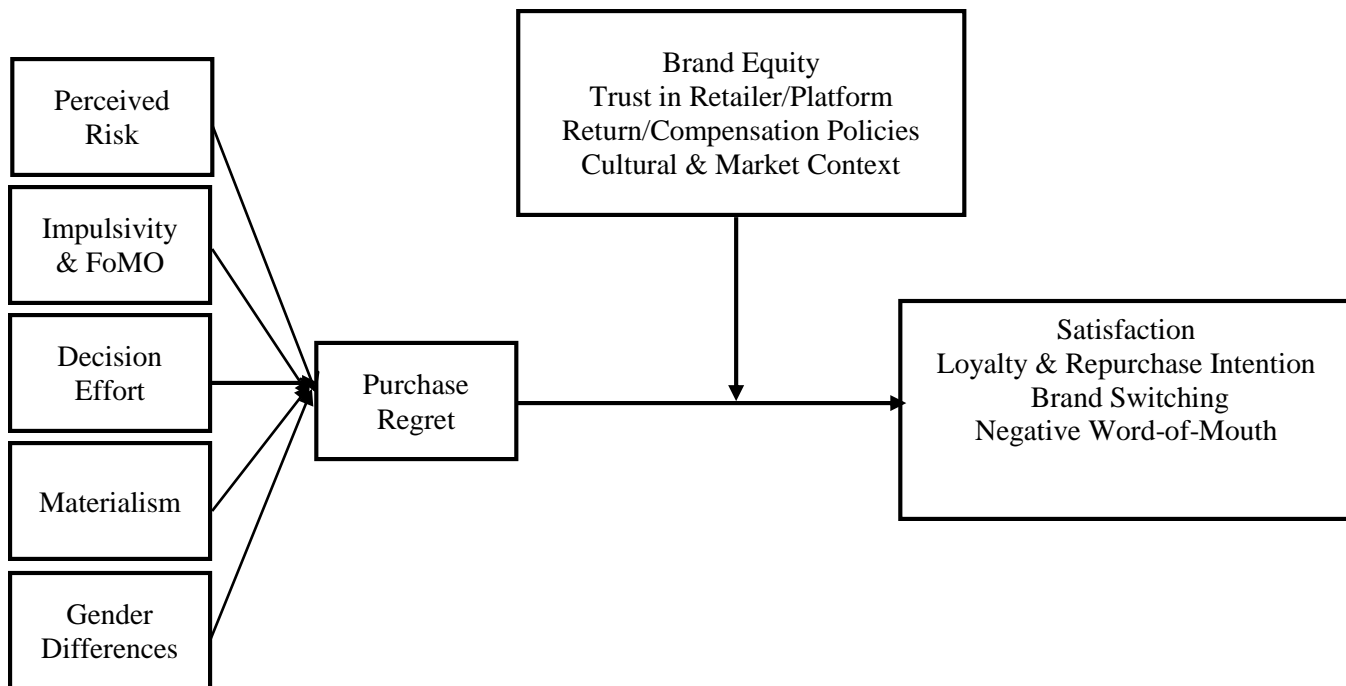 Perceived
Risk
Impulsivity
& FoMO
Decision
Effort
Materialism
Gender
Differences
Purchase
Regret
Brand Equity
Trust in Retailer/Platform
Return/Compensation Policies
Cultural & Market Context
Satisfaction
Loyalty & Repurchase Intention
Brand Switching
Negative Word-of-Mouth